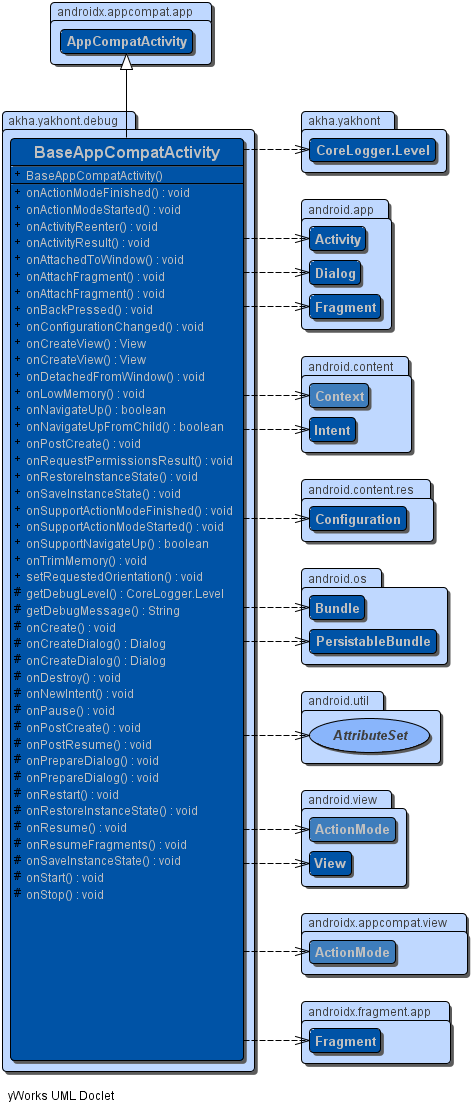 androidx.appcompat.app
AppCompatActivity
akha.yakhont.debug
BaseAppCompatActivity
+ BaseAppCompatActivity()
+ onActionModeFinished() : void
+ onActionModeStarted() : void
+ onActivityReenter() : void
+ onActivityResult() : void
+ onAttachedToWindow() : void
+ onAttachFragment() : void
+ onAttachFragment() : void
+ onBackPressed() : void
+ onConfigurationChanged() : void
+ onCreateView() : View
+ onCreateView() : View
+ onDetachedFromWindow() : void
+ onLowMemory() : void
+ onNavigateUp() : boolean
+ onNavigateUpFromChild() : boolean
+ onPostCreate() : void
+ onRequestPermissionsResult() : void
+ onRestoreInstanceState() : void
+ onSaveInstanceState() : void
+ onSupportActionModeFinished() : void
+ onSupportActionModeStarted() : void
+ onSupportNavigateUp() : boolean
+ onTrimMemory() : void
+ setRequestedOrientation() : void
# getDebugLevel() : CoreLogger.Level
# getDebugMessage() : String
# onCreate() : void
# onCreateDialog() : Dialog
# onCreateDialog() : Dialog
# onDestroy() : void
# onNewIntent() : void
# onPause() : void
# onPostCreate() : void
# onPostResume() : void
# onPrepareDialog() : void
# onPrepareDialog() : void
# onRestart() : void
# onRestoreInstanceState() : void
# onResume() : void
# onResumeFragments() : void
# onSaveInstanceState() : void
# onStart() : void
# onStop() : void
akha.yakhont
CoreLogger.Level
android.app
Activity
Dialog
Fragment
android.content
Context
Intent
android.content.res
Configuration
android.os
Bundle
PersistableBundle
android.util
AttributeSet
android.view
ActionMode
View
androidx.appcompat.view
ActionMode
androidx.fragment.app
Fragment
yWorks UML Doclet